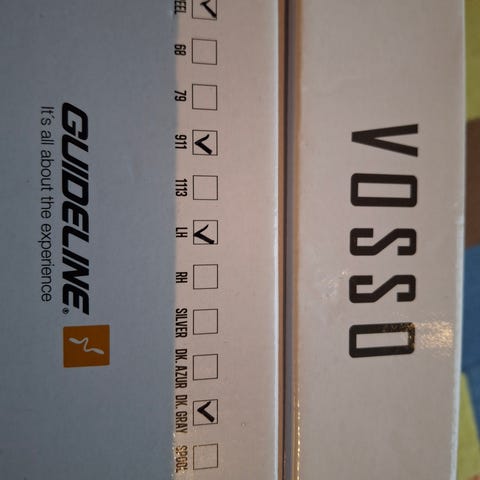 VOSSO
EEL 68 79 911 1113 LH RH SILVER DK. AZUR DK. GRAY SPOOL
GUIDELINE®
It's all about the experience